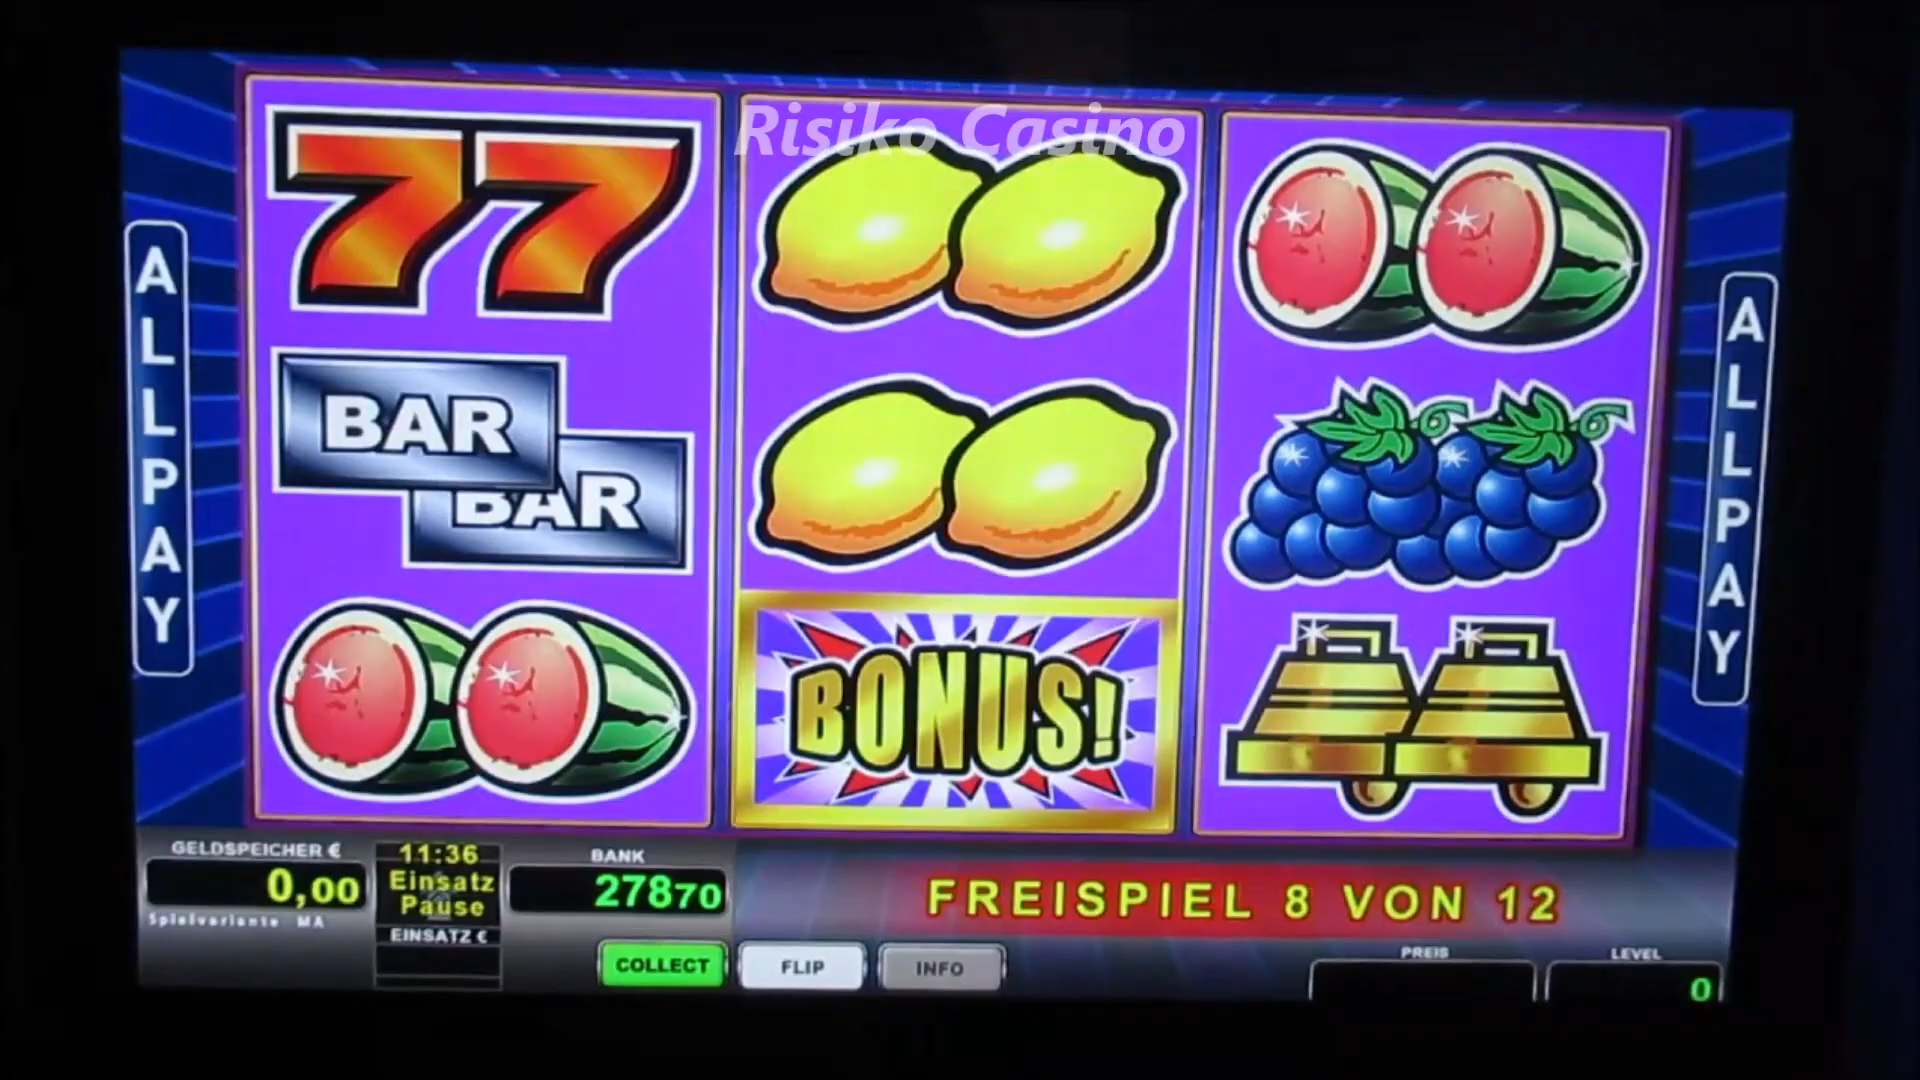 Risiko Casino
77
BAR
BAR
BONUS!
ALLPAY
ALLPAY
GELDSPEICHER €
0,00
Spielvariante MA
11:36
Einsatz
Pause
EINSATZ €
BANK
27870
FREISPIEL 8 VON 12
COLLECT
FLIP
INFO
PREIS
LEVEL
0